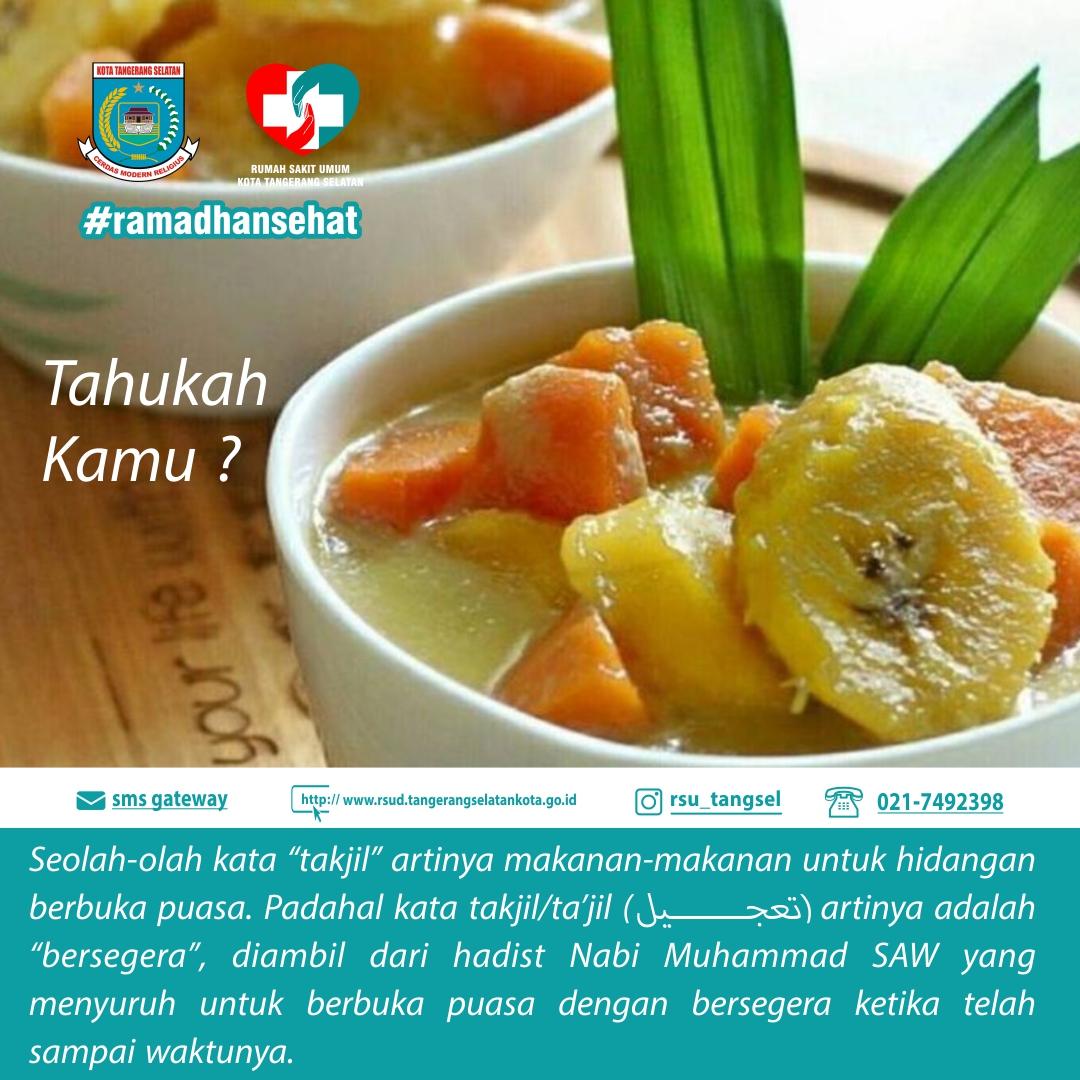 KOTA TANGERANG SELATAN
CERDAS MODERN RELIGIUS
RUMAH SAKIT UMUM
KOTA TANGERANG SELATAN
#ramadhansehat
Tahukah
Kamu ?
your
sms gateway
http:// www.rsud.tangerangselatankota.go.id
rsu_tangsel
021-7492398
Seolah-olah kata “takjil” artinya makanan-makanan untuk hidangan
berbuka puasa. Padahal kata takjil/ta’jil (تعجـــــــيل) artinya adalah
“bersegera”, diambil dari hadist Nabi Muhammad SAW yang
menyuruh untuk berbuka puasa dengan bersegera ketika telah
sampai waktunya.